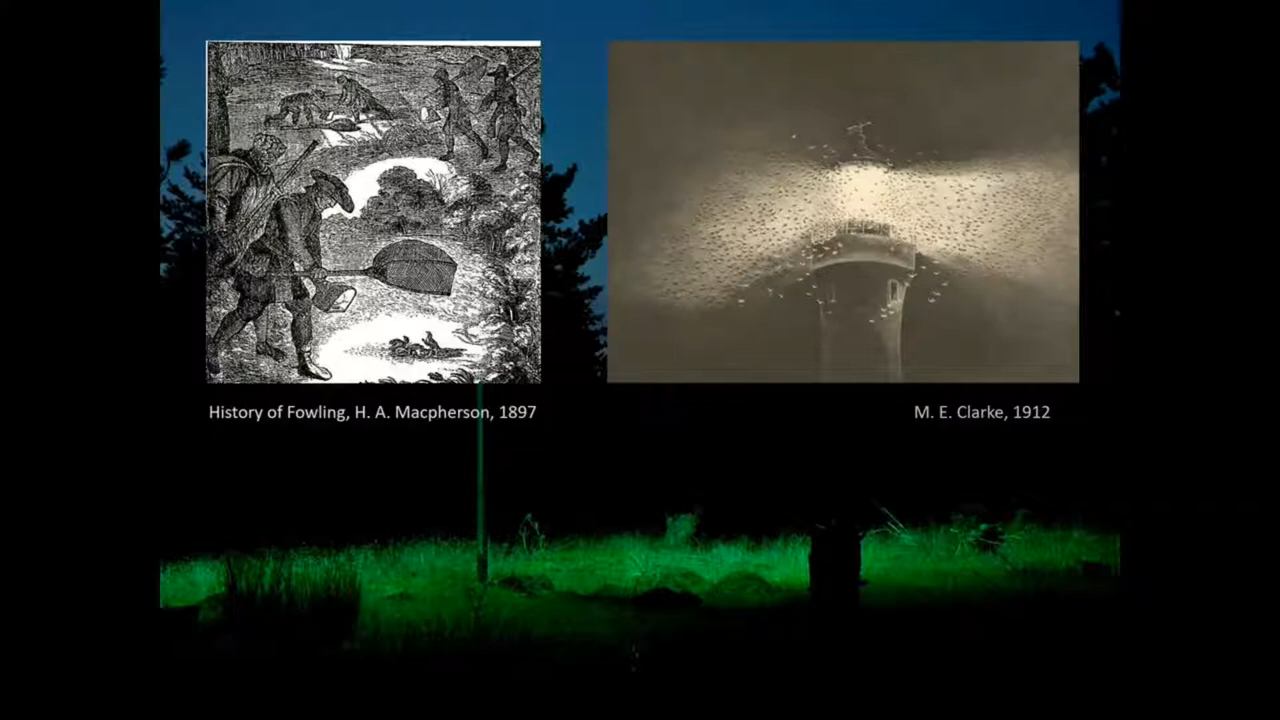 History of Fowling, H. A. Macpherson, 1897
M. E. Clarke, 1912